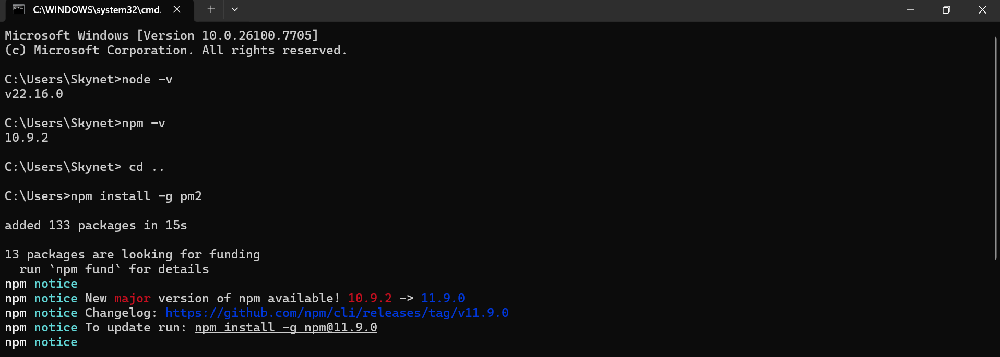 C:\WINDOWS\system32\cmd.
Microsoft Windows [Version 10.0.26100.7705]
(c) Microsoft Corporation. All rights reserved.
C:\Users\Skynet>node -v
v22.16.0
C:\Users\Skynet>npm -v
10.9.2
C:\Users\Skynet> cd ..
C:\Users>npm install -g pm2
added 133 packages in 15s
13 packages are looking for funding
  run `npm fund` for details
npm notice
npm notice New major version of npm available! 10.9.2 -> 11.9.0
npm notice Changelog: https://github.com/npm/cli/releases/tag/v11.9.0
npm notice To update run: npm install -g npm@11.9.0
npm notice